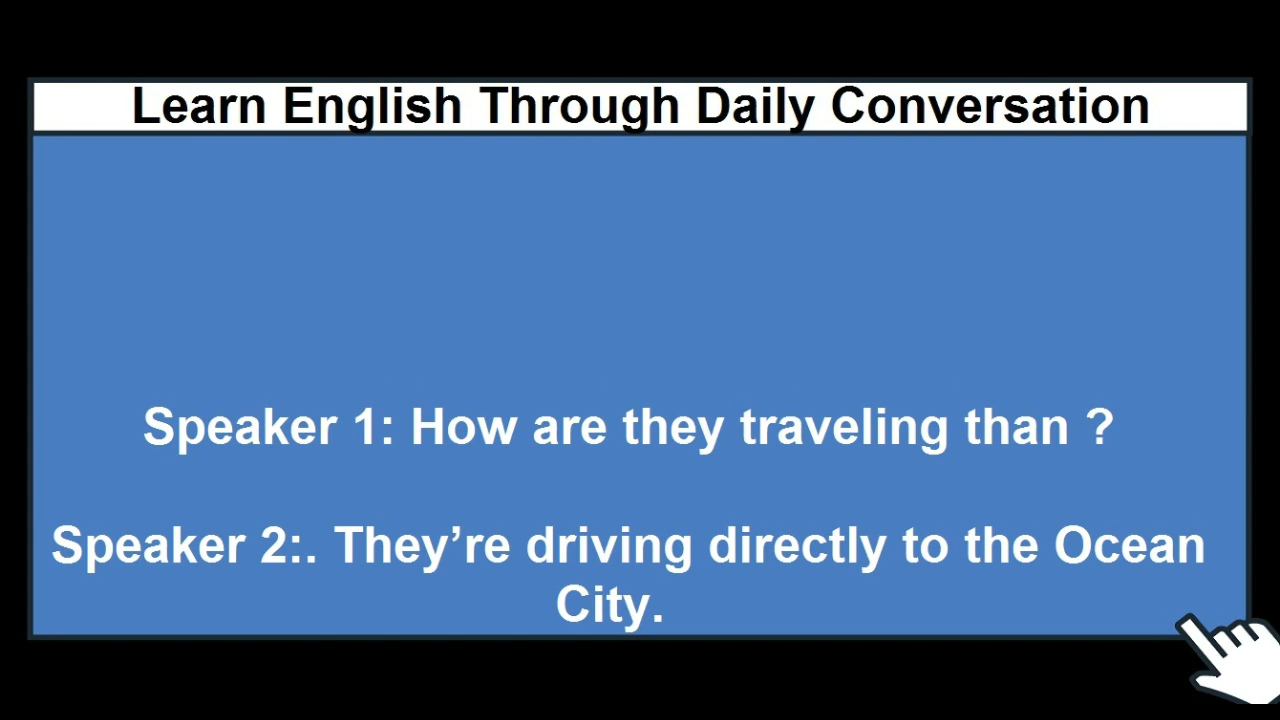 Learn English Through Daily Conversation
Speaker 1: How are they traveling than ?
Speaker 2:. They’re driving directly to the Ocean
City.